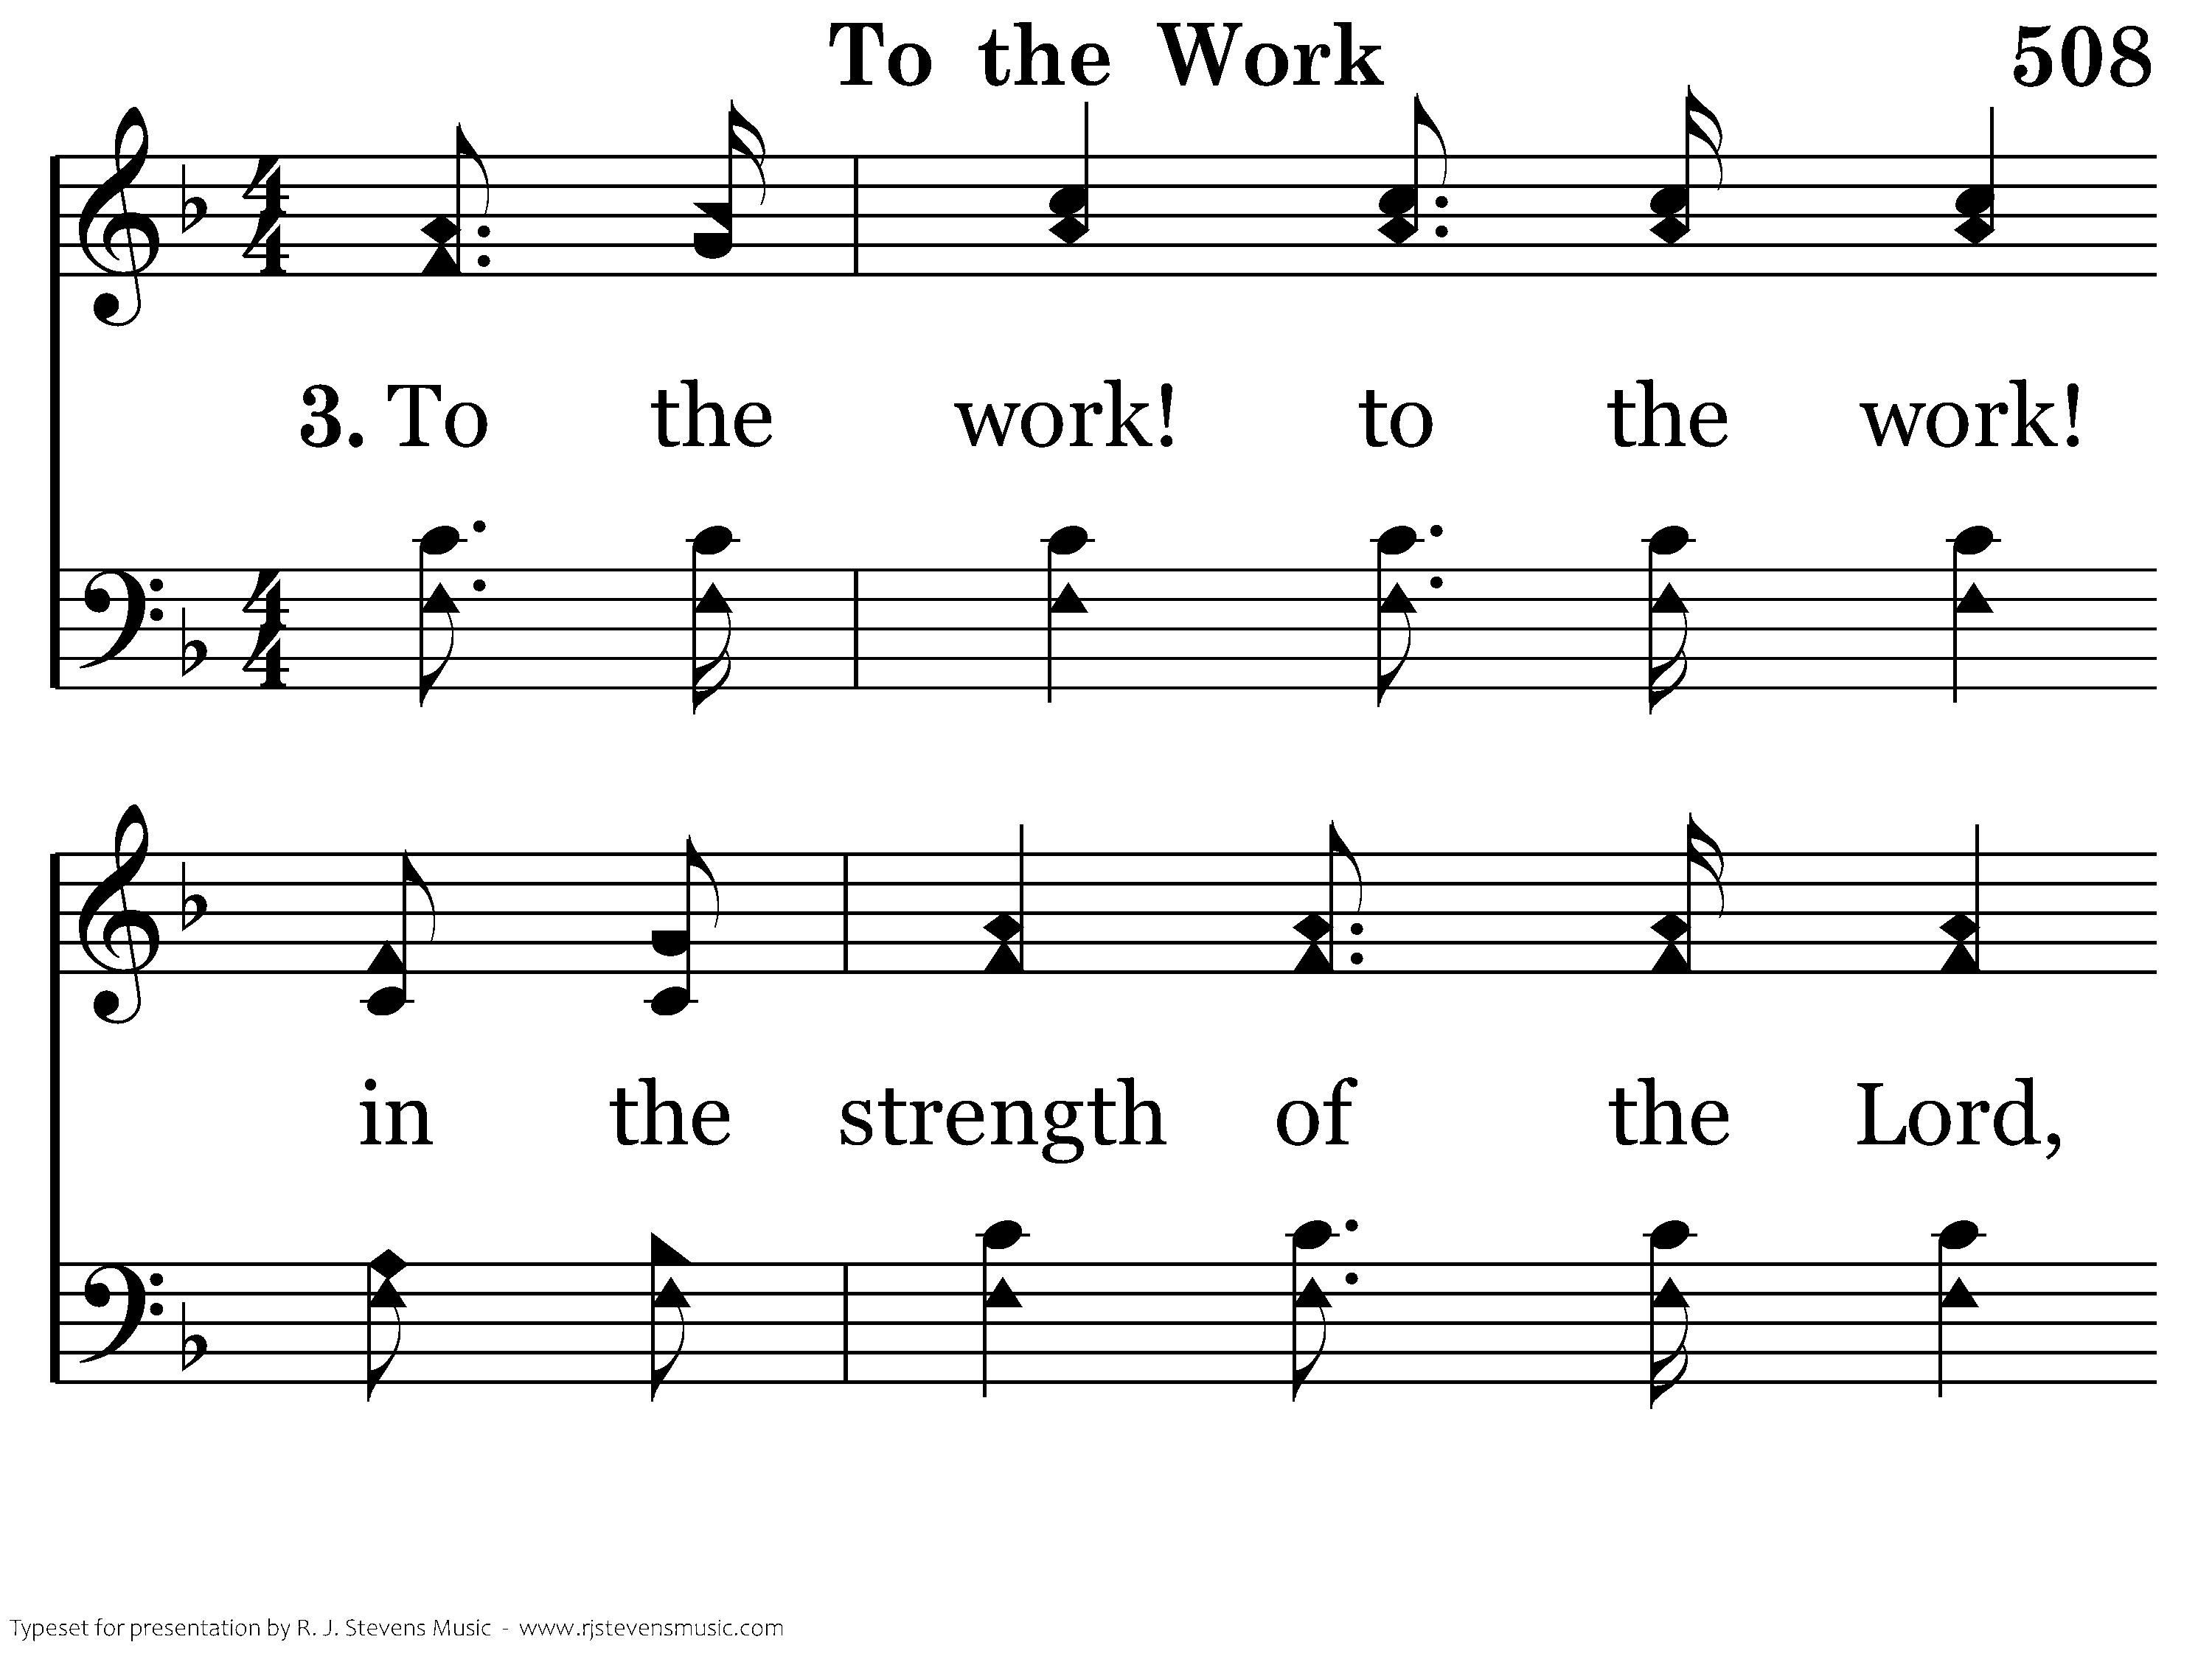 To the Work 508
3. To the work! to the work!
in the strength of the Lord,
Typeset for presentation by R. J. Stevens Music - www.rjstevensmusic.com